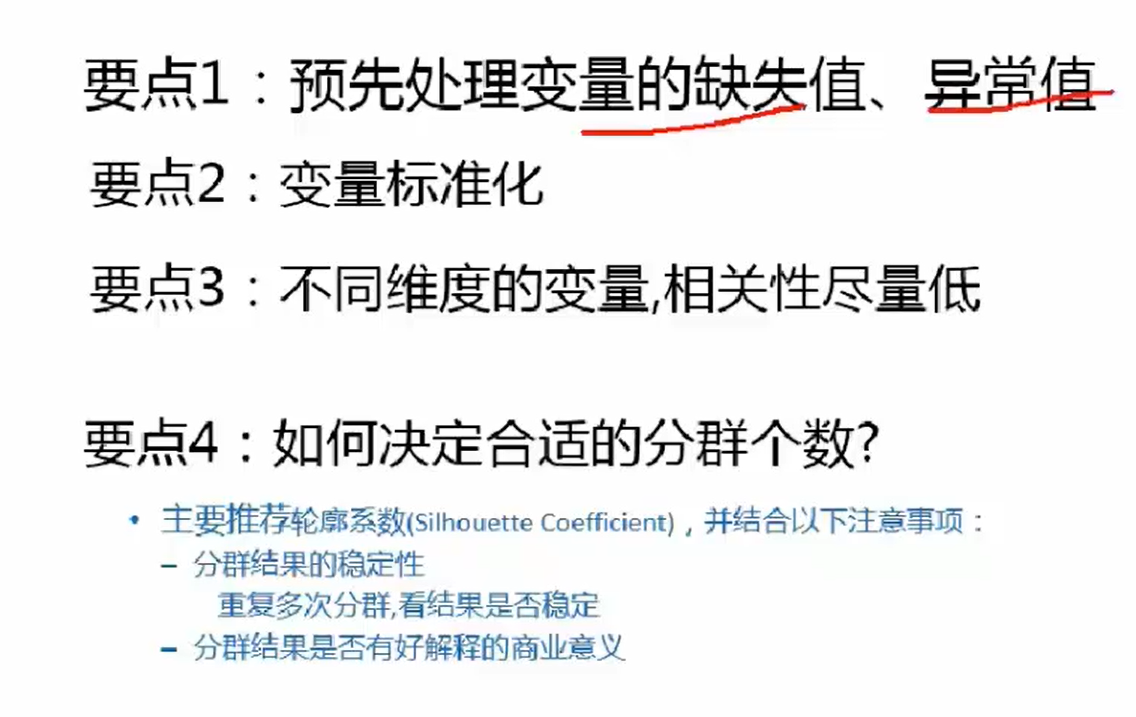 要点1：预先处理变量的缺失值、异常值
要点2：变量标准化
要点3：不同维度的变量,相关性尽量低
要点4：如何决定合适的分群个数?
• 主要推荐轮廓系数(Silhouette Coefficient)，并结合以下注意事项：
– 分群结果的稳定性
重复多次分群,看结果是否稳定
– 分群结果是否有好解释的商业意义